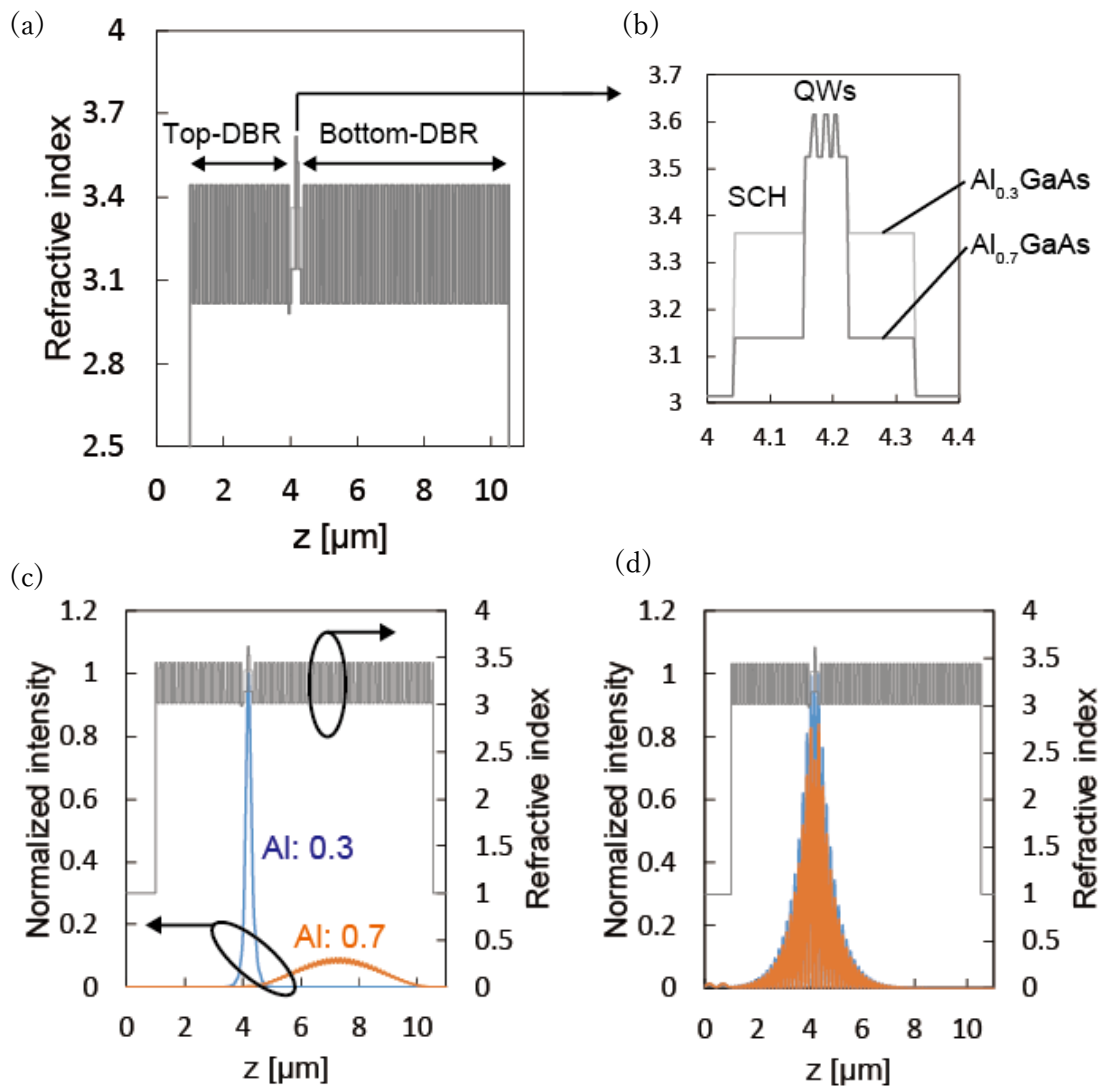 (a)
4
3.7
3.4
3.1
2.8
2.5
Refractive index
Top-DBR
Bottom-DBR
0 2 4 6 8 10
z [μm]
(b)
3.7
3.6
3.5
3.4
3.3
3.2
3.1
3
QWs
SCH
Al0.3GaAs
Al0.7GaAs
4 4.1 4.2 4.3 4.4
(c)
1.2
1
0.8
0.6
0.4
0.2
0
Normalized intensity
Al: 0.3
Al: 0.7
4
3.5
3
2.5
2
1.5
1
0.5
0
Refractive index
0 2 4 6 8 10
z [μm]
(d)
1.2
1
0.8
0.6
0.4
0.2
0
Normalized intensity
4
3.5
3
2.5
2
1.5
1
0.5
0
Refractive index
0 2 4 6 8 10
z [μm]